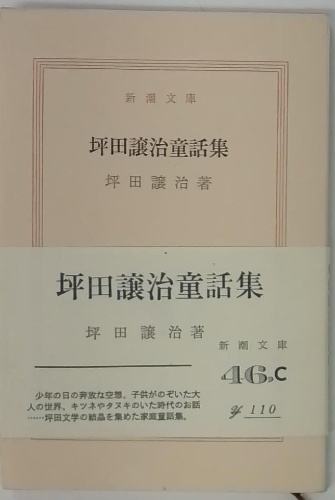 新潮文庫
坪田譲治童話集
坪田譲治著
坪田譲治童話集
坪田譲治著
新潮文庫
46 C
少年の日の奔放な空想、子供がのぞいた大
人の世界、キツネやタヌキのいた時代のお話
……坪田文学の結晶を集めた家庭童話集。
¥ 110